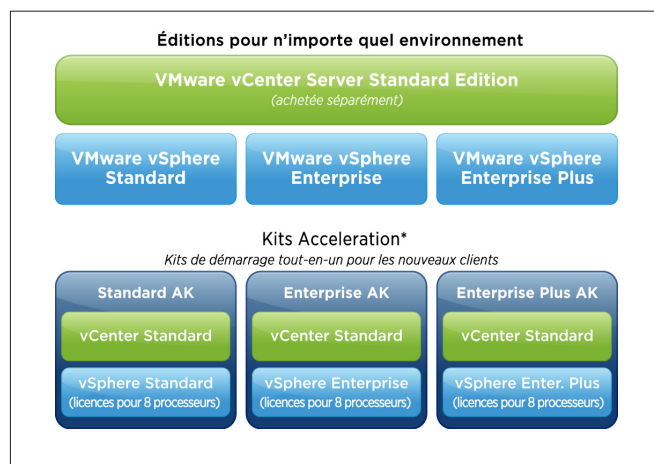 Éditions pour n’importe quel environnement
VMware vCenter Server Standard Edition
(achetée séparément)
VMware vSphere
Standard
VMware vSphere
Enterprise
VMware vSphere
Enterprise Plus
Kits Acceleration*
Kits de démarrage tout-en-un pour les nouveaux clients
Standard AK
vCenter Standard
vSphere Standard
(licences pour 8 processeurs)
Enterprise AK
vCenter Standard
vSphere Enterprise
(licences pour 8 processeurs)
Enterprise Plus AK
vCenter Standard
vSphere Enter. Plus
(licences pour 8 processeurs)